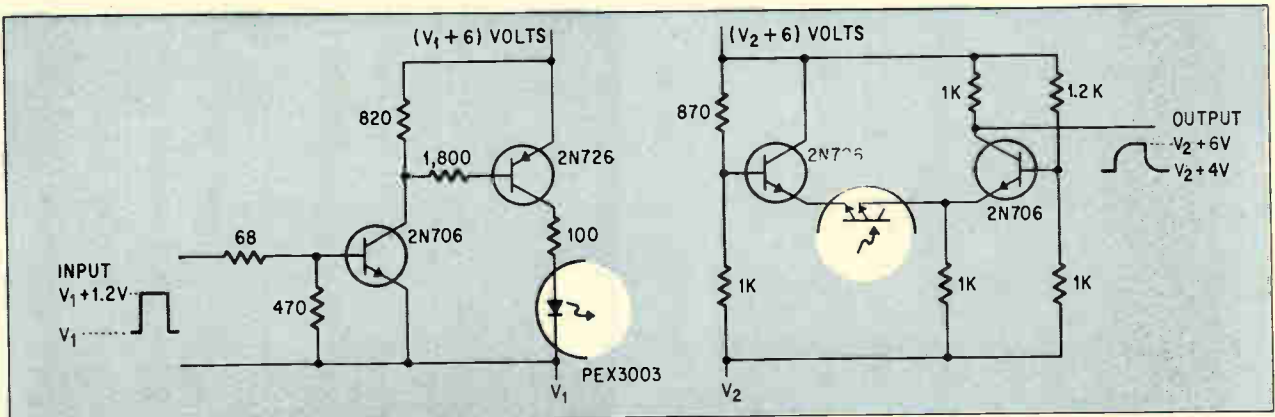 (V₁ + 6) VOLTS
820
1,800
2N726
2N706
68
100
INPUT
V₁ + 1.2V
V₁
470
PEX3003
V₁
(V₂ + 6) VOLTS
870
1K
1.2 K
OUTPUT
V₂ + 6V
V₂ + 4V
2N706
1K
1K
1K
V₂